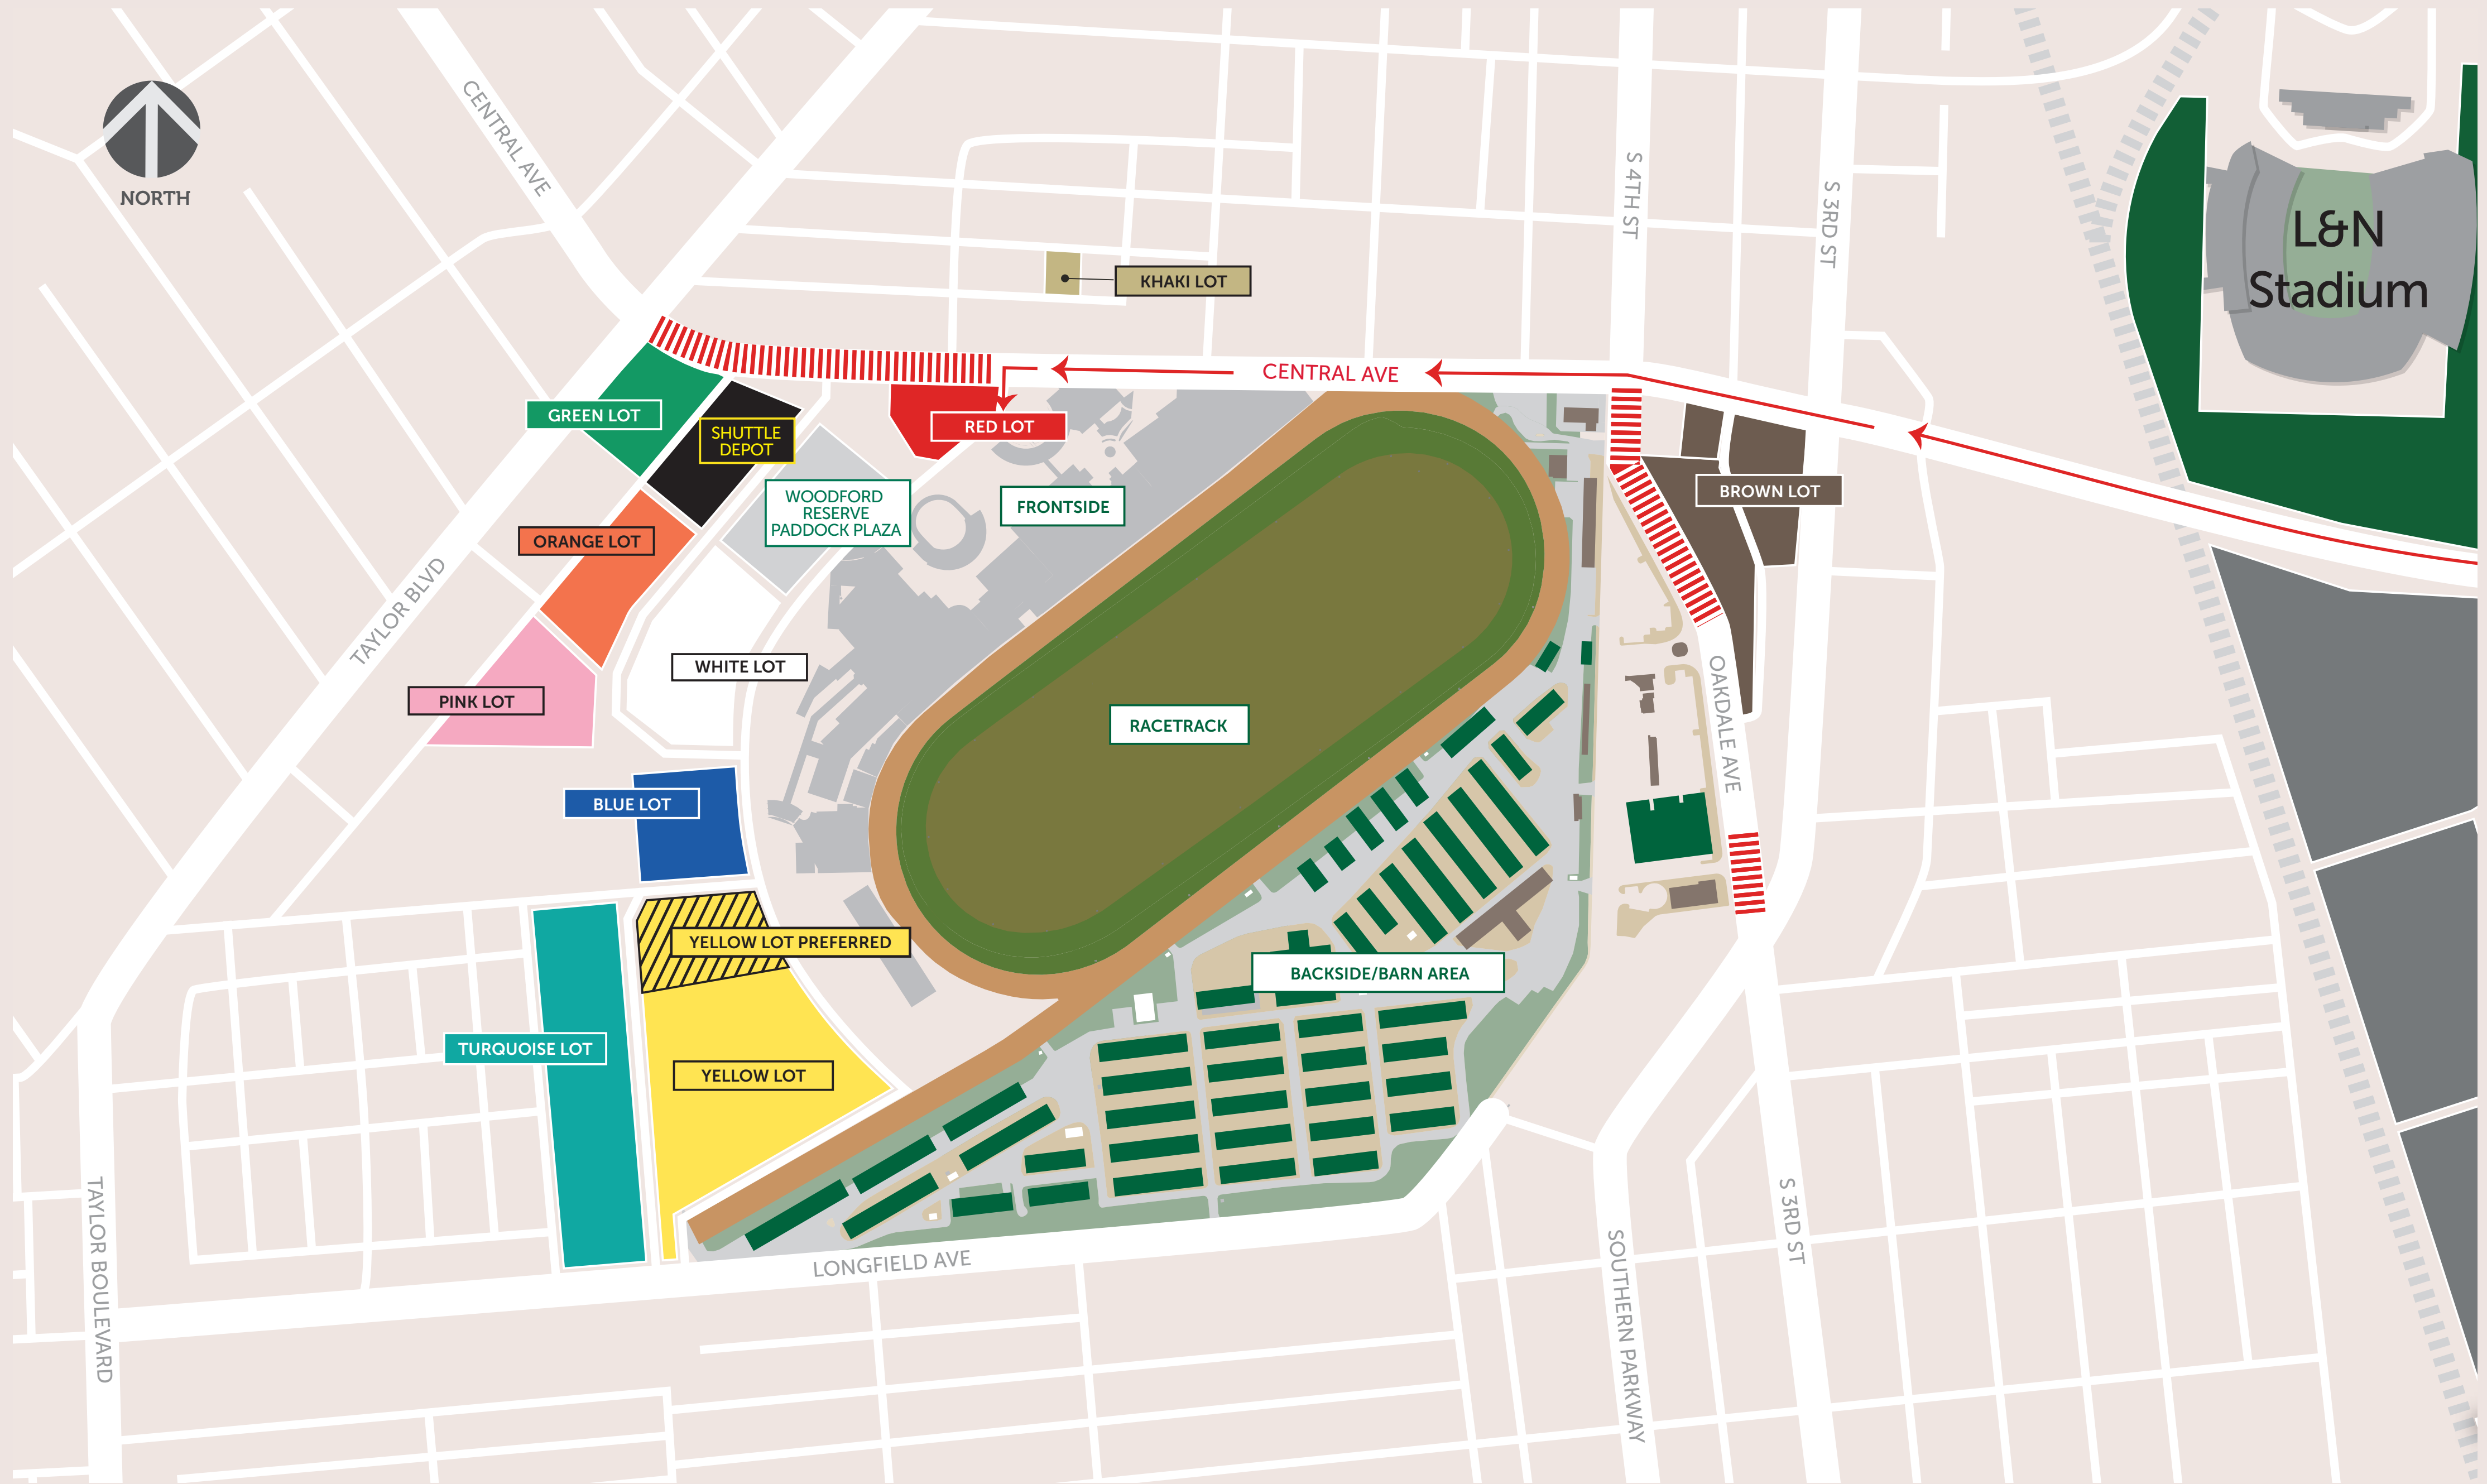 NORTH
CENTRAL AVE
S 4TH ST
S 3RD ST
L&N
Stadium
KHAKI LOT
CENTRAL AVE
GREEN LOT
SHUTTLE
DEPOT
RED LOT
WOODFORD
RESERVE
PADDOCK PLAZA
FRONTSIDE
BROWN LOT
ORANGE LOT
TAYLOR BLVD
WHITE LOT
PINK LOT
RACETRACK
OAKDALE AVE
BLUE LOT
YELLOW LOT PREFERRED
BACKSIDE/BARN AREA
TURQUOISE LOT
YELLOW LOT
TAYLOR BOULEVARD
LONGFIELD AVE
SOUTHERN PARKWAY
S 3RD ST